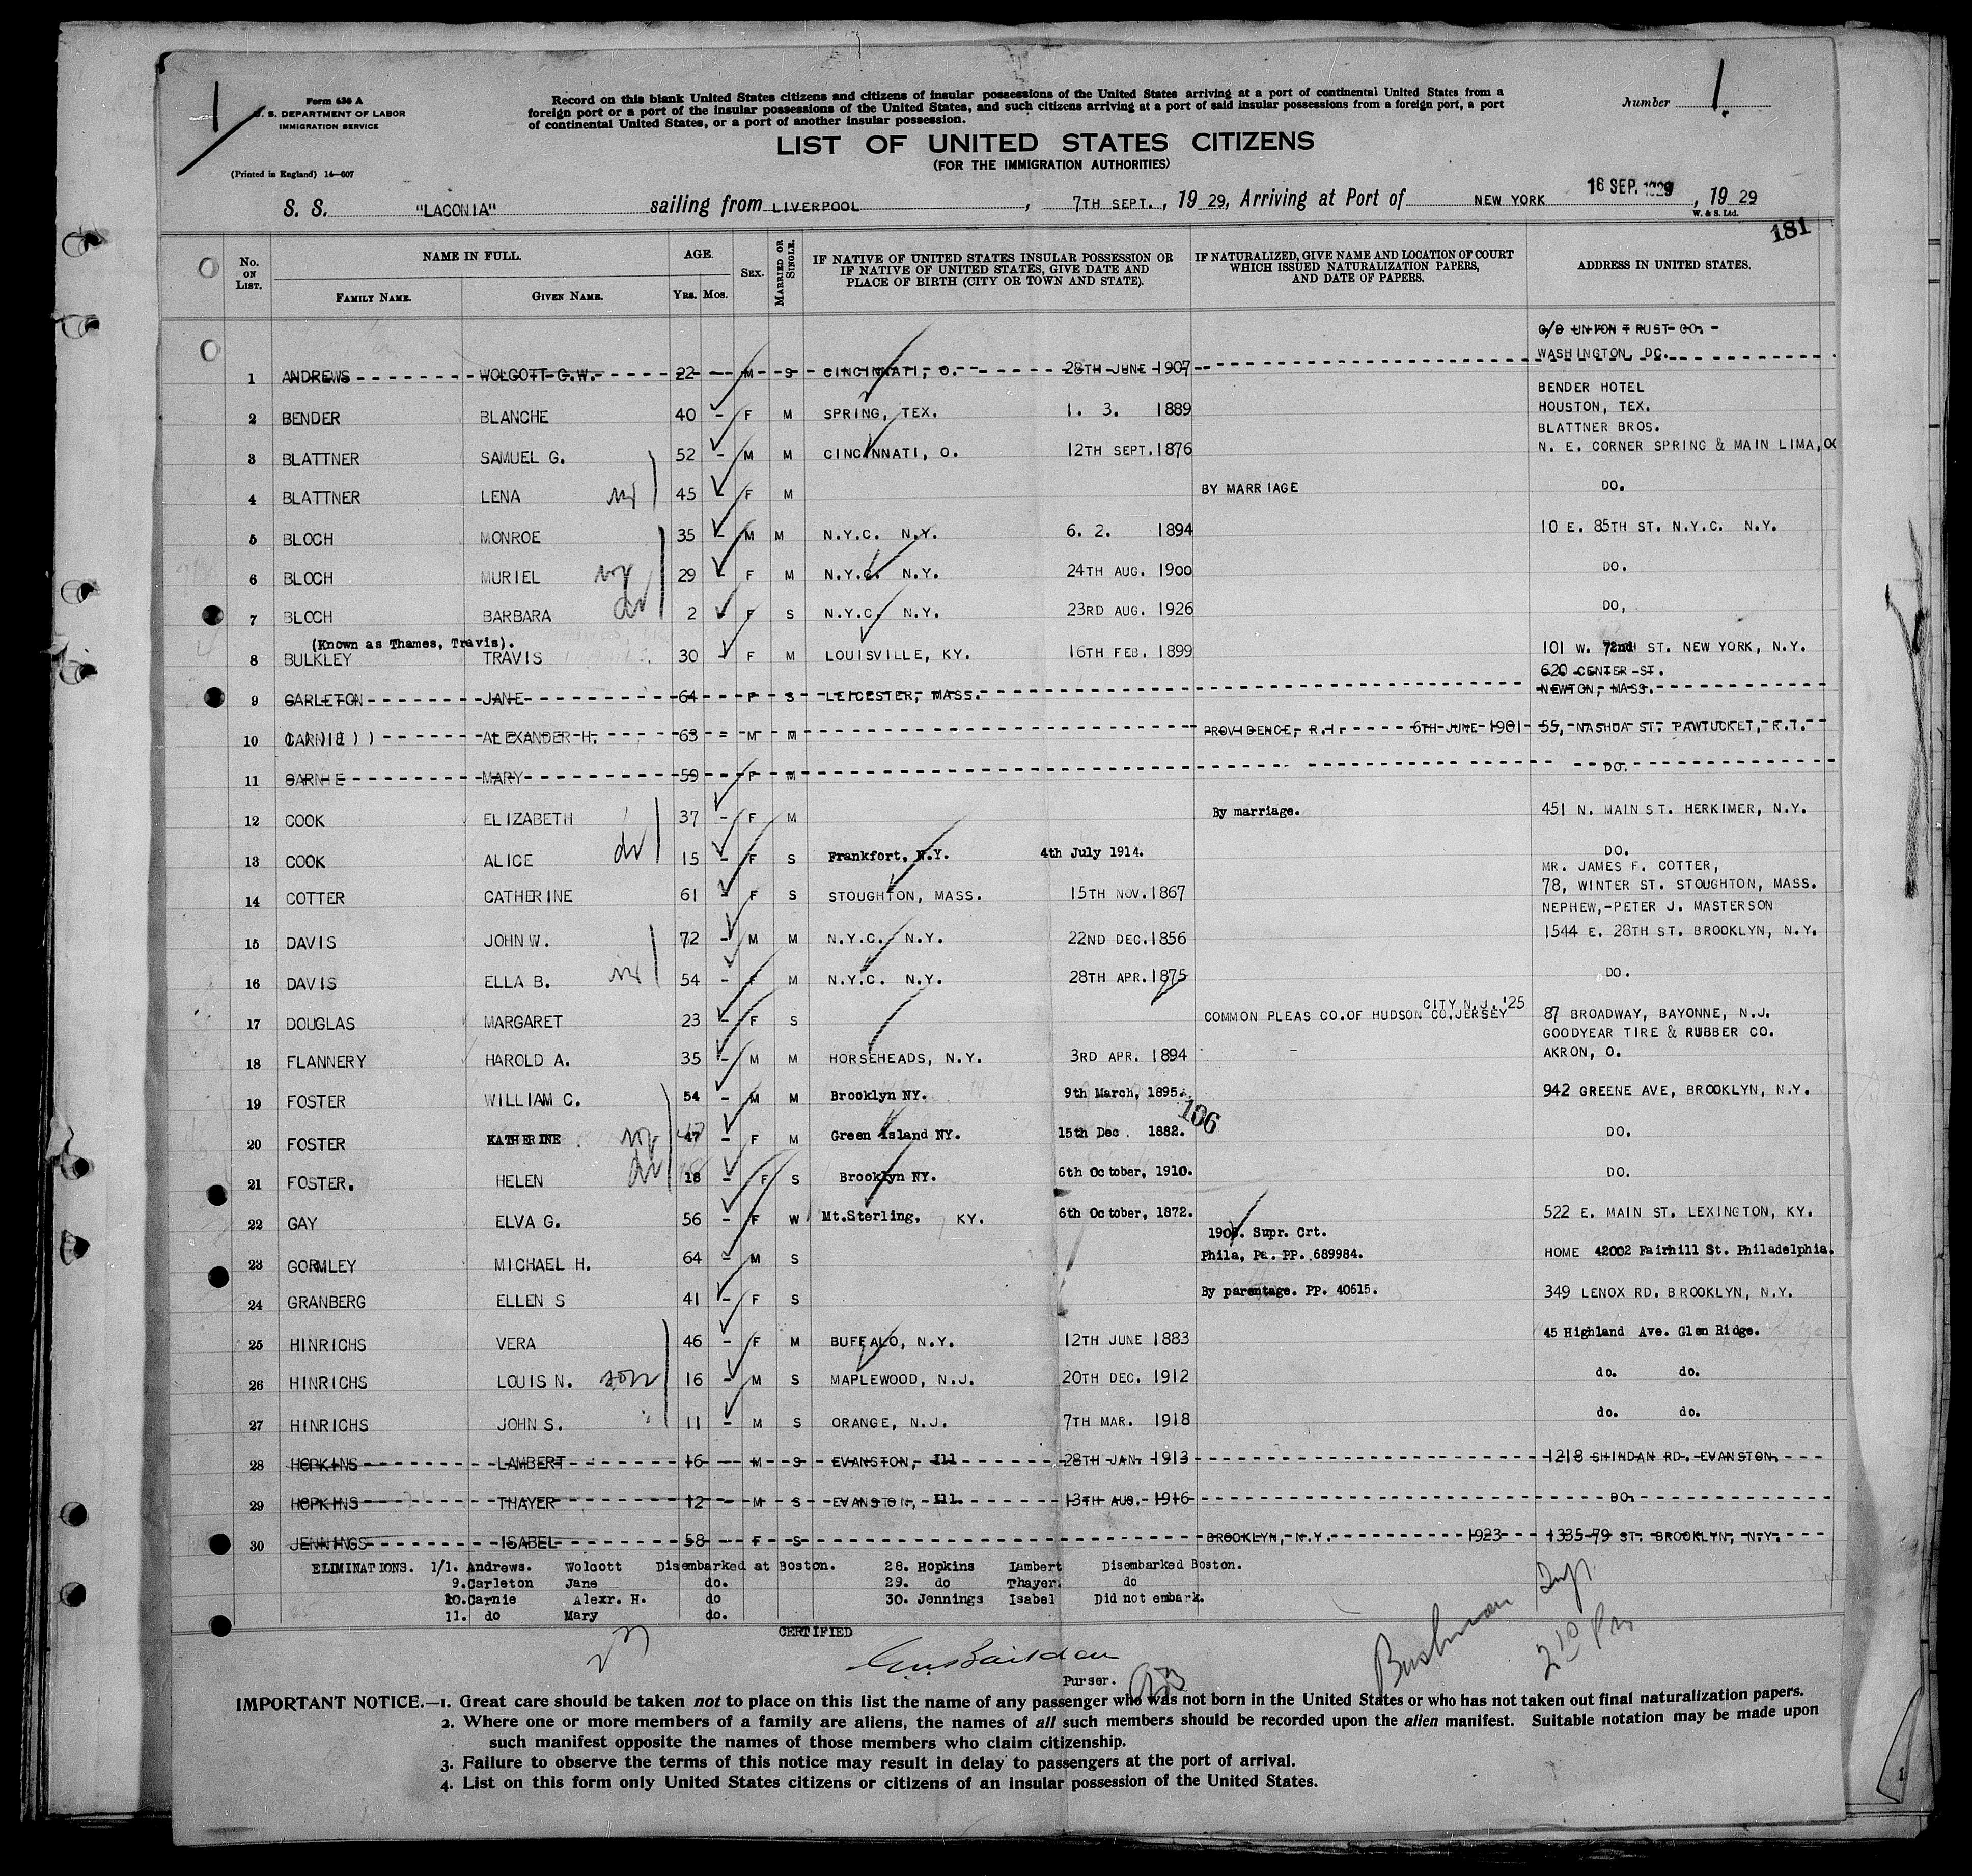 1
Form 630 A
U. S. DEPARTMENT OF LABOR
IMMIGRATION SERVICE
(Printed in England) 14—607
Record on this blank United States citizens and citizens of insular possessions of the United States arriving at a port of continental United States from a
foreign port or a port of the insular possessions of the United States, and such citizens arriving at a port of said insular possessions from a foreign port, a port
of continental United States, or a port of another insular possession.
Number 1.
LIST OF UNITED STATES CITIZENS
(FOR THE IMMIGRATION AUTHORITIES)
S. S. "LACONIA" sailing from LIVERPOOL, 7TH SEPT., 19 29, Arriving at Port of NEW YORK 16 SEP. 1929, 19 29
W. & S. Ltd.
181
No. ON LIST. NAME IN FULL. AGE. SEX. MARRIED OR SINGLE. IF NATIVE OF UNITED STATES INSULAR POSSESSION OR IF NATIVE OF UNITED STATES, GIVE DATE AND PLACE OF BIRTH (CITY OR TOWN AND STATE). IF NATURALIZED, GIVE NAME AND LOCATION OF COURT WHICH ISSUED NATURALIZATION PAPERS, AND DATE OF PAPERS. ADDRESS IN UNITED STATES.
FAMILY NAME. GIVEN NAME. YRS. MOS.
C/O UNION TRUST CO.
WASHINGTON, DC.
1 ANDREWS WOLCOTT G.W. 22 - M S CINCINNATI, O. 28TH JUNE 1907
BENDER HOTEL
2 BENDER BLANCHE 40 - F M SPRING, TEX. 1. 3. 1889 HOUSTON, TEX.
BLATTNER BROS.
3 BLATTNER SAMUEL G. 52 - M M CINCINNATI, O. 12TH SEPT. 1876 N. E. CORNER SPRING & MAIN LIMA, O
4 BLATTNER LENA 45 - F M BY MARRIAGE DO.
5 BLOCH MONROE 35 - M M N.Y.C. N.Y. 6. 2. 1894 10 E. 85TH ST. N.Y.C. N.Y.
6 BLOCH MURIEL 29 - F M N.Y.C. N.Y. 24TH AUG. 1900 DO.
7 BLOCH BARBARA 2 - F S N.Y.C. N.Y. 23RD AUG. 1926 DO,
(Known as Thames, Travis).
8 BULKLEY TRAVIS 30 - F M LOUISVILLE, KY. 16TH FEB. 1899 101 W. 72nd ST. NEW YORK, N.Y.
620 CENTER ST.
9 CARLETON JANE 64 - F S LEICESTER, MASS. NEWTON, MASS.
10 CARNIE ALEXANDER H. 63 - M M PROVIDENCE, R.I. 6TH JUNE 1901 55, NASHUA ST. PAWTUCKET, R.I.
11 CARNIE MARY 59 - F M DO.
12 COOK ELIZABETH 37 - F M By marriage. 451 N. MAIN ST. HERKIMER, N.Y.
13 COOK ALICE 15 - F S Frankfort, N.Y. 4th July 1914. DO.
MR. JAMES F. COTTER,
14 COTTER CATHERINE 61 - F S STOUGHTON, MASS. 15TH NOV. 1867 78, WINTER ST. STOUGHTON, MASS.
NEPHEW,-PETER J. MASTERSON
15 DAVIS JOHN W. 72 - M M N.Y.C. N.Y. 22ND DEC. 1856 1544 E. 28TH ST. BROOKLYN, N.Y.
16 DAVIS ELLA B. 54 - F M N.Y.C. N.Y. 28TH APR. 1875 DO.
CITY N.J. '25
17 DOUGLAS MARGARET 23 - F S COMMON PLEAS CO.OF HUDSON CO.JERSEY 87 BROADWAY, BAYONNE, N.J.
GOODYEAR TIRE & RUBBER CO.
18 FLANNERY HAROLD A. 35 - M M HORSEHEADS, N.Y. 3RD APR. 1894 AKRON, O.
19 FOSTER WILLIAM C. 54 - M M Brooklyn NY. 9th March, 1895. 942 GREENE AVE, BROOKLYN, N.Y.
106
20 FOSTER KATHERINE 47 - F M Green Island NY. 15th Dec. 1882. DO.
21 FOSTER. HELEN 18 - F S Brooklyn NY. 6th October, 1910. DO.
22 GAY ELVA G. 56 - F W Mt.Sterling, KY. 6th October, 1872. 522 E. MAIN ST. LEXINGTON, KY.
1906. Supr. Crt.
23 GORMLEY MICHAEL H. 64 - M S Phila, Pa. PP. 689984. HOME 42002 Fairhill St. Philadelphia.
24 GRANBERG ELLEN S 41 - F S By parentage. PP. 40615. 349 LENOX RD. BROOKLYN, N.Y.
25 HINRICHS VERA 46 - F M BUFFALO, N.Y. 12TH JUNE 1883 45 Highland Ave. Glen Ridge.
26 HINRICHS LOUIS N. son 16 - M S MAPLEWOOD, N.J. 20TH DEC. 1912 do. do.
27 HINRICHS JOHN S. 11 - M S ORANGE, N.J. 7TH MAR. 1918 do. do.
28 HOPKINS LAMBERT 16 - M S EVANSTON, Ill 28TH JAN. 1913 1218 SHINDAN RD. EVANSTON.
29 HOPKINS THAYER 12 - M S EVANSTON, Ill. 13TH AUG. 1916 DO.
30 JENNINGS ISABEL 58 - F S BROOKLYN, N.Y. 1923 1335-79 ST. BROOKLYN, N.Y.
ELIMINATIONS. 1/1. Andrews. Wolcott Disembarked at Boston. 28. Hopkins Lambert Disembarked Boston.
9. Carleton Jane do. 29. do Thayer. do
10. Carnie Alexr. H. do 30. Jennings Isabel Did not embark.
11. do Mary do.
CERTIFIED
Purser.
Bushman Insp.
2 10 Pm
IMPORTANT NOTICE.—1. Great care should be taken not to place on this list the name of any passenger who was not born in the United States or who has not taken out final naturalization papers.
2. Where one or more members of a family are aliens, the names of all such members should be recorded upon the alien manifest. Suitable notation may be made upon
such manifest opposite the names of those members who claim citizenship.
3. Failure to observe the terms of this notice may result in delay to passengers at the port of arrival.
4. List on this form only United States citizens or citizens of an insular possession of the United States.